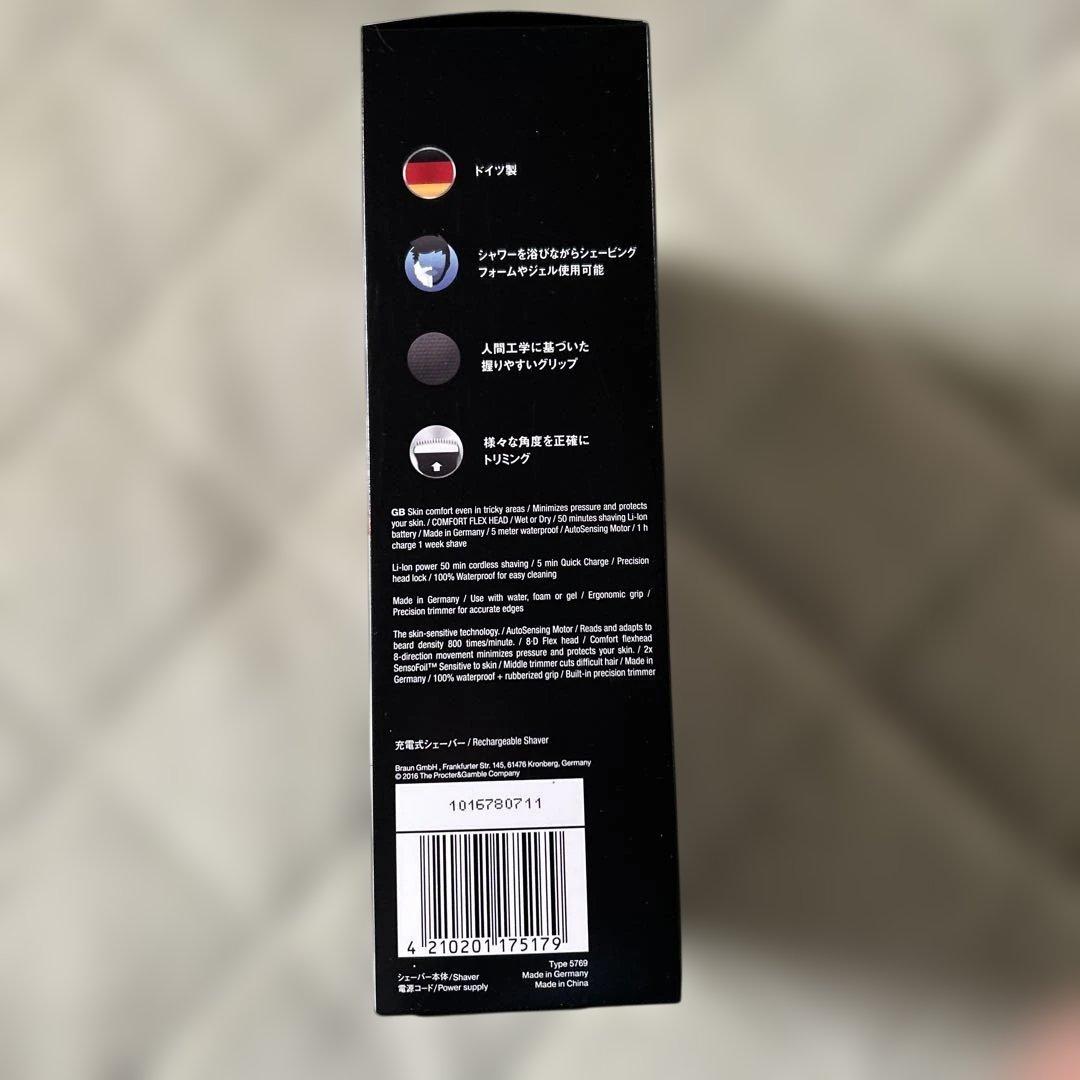 ドイツ製
シャワーを浴びながらシェービング
フォームやジェル使用可能
人間工学に基づいた
握りやすいグリップ
様々な角度を正確に
トリミング
GB Skin comfort even in tricky areas / Minimizes pressure and protects
your skin. / COMFORT FLEX HEAD / Wet or Dry / 50 minutes shaving Li-Ion
battery / Made in Germany / 5 meter waterproof / AutoSensing Motor / 1 h
charge 1 week shave
Li-Ion power 50 min cordless shaving / 5 min Quick Charge / Precision
head lock / 100% Waterproof for easy cleaning
Made in Germany / Use with water, foam or gel / Ergonomic grip /
Precision trimmer for accurate edges
The skin-sensitive technology. / AutoSensing Motor / Reads and adapts to
beard density 800 times/minute. / 8-D Flex head / Comfort flexhead
8-direction movement minimizes pressure and protects your skin. / 2x
SensoFoil™ Sensitive to skin / Middle trimmer cuts difficult hair / Made in
Germany / 100% waterproof + rubberized grip / Built-in precision trimmer
充電式シェーバー / Rechargeable Shaver
Braun GmbH , Frankfurter Str. 145, 61476 Kronberg, Germany
© 2016 The Procter&Gamble Company
1016780711
4 210201 175179
Type 5769
シェーバー本体/Shaver Made in Germany
電源コード/Power supply Made in China